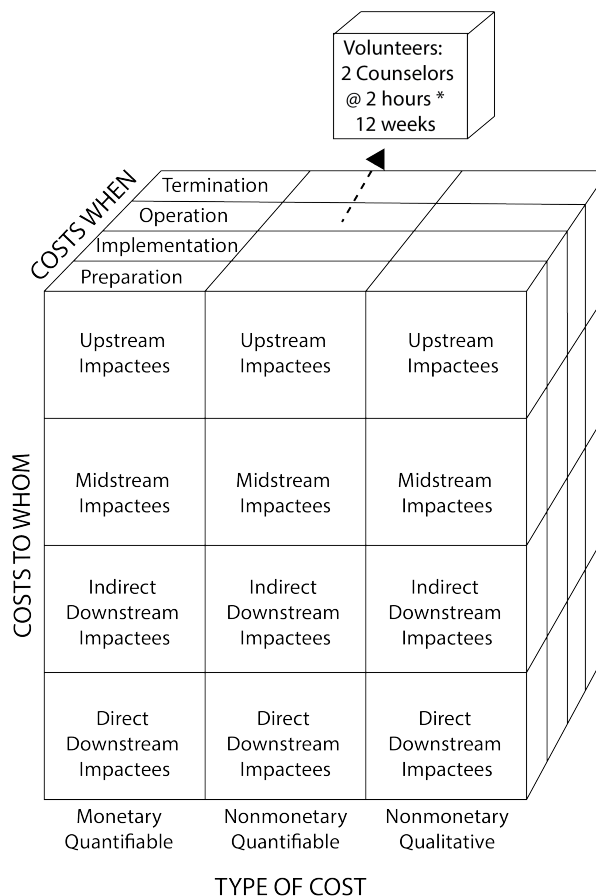 Volunteers:
2 Counselors
@ 2 hours *
12 weeks
COSTS WHEN
Termination
Operation
Implementation
Preparation
COSTS TO WHOM
Upstream
Impactees
Upstream
Impactees
Upstream
Impactees
Midstream
Impactees
Midstream
Impactees
Midstream
Impactees
Indirect
Downstream
Impactees
Indirect
Downstream
Impactees
Indirect
Downstream
Impactees
Direct
Downstream
Impactees
Direct
Downstream
Impactees
Direct
Downstream
Impactees
Monetary
Quantifiable
Nonmonetary
Quantifiable
Nonmonetary
Qualitative
TYPE OF COST